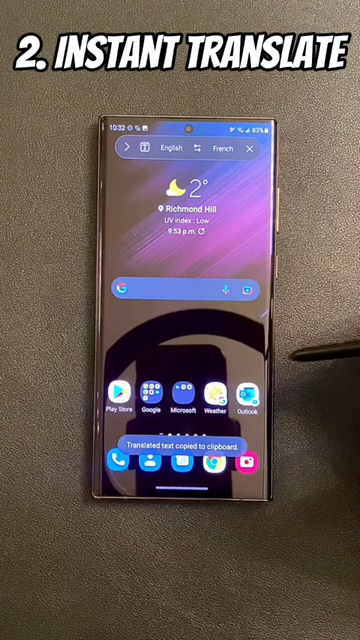 2. INSTANT TRANSLATE
10:32
83%
English
French
2°
Richmond Hill
UV index : Low
9:53 p.m.
Play Store
Google
Microsoft
Weather
Outlook
Translated text copied to clipboard.